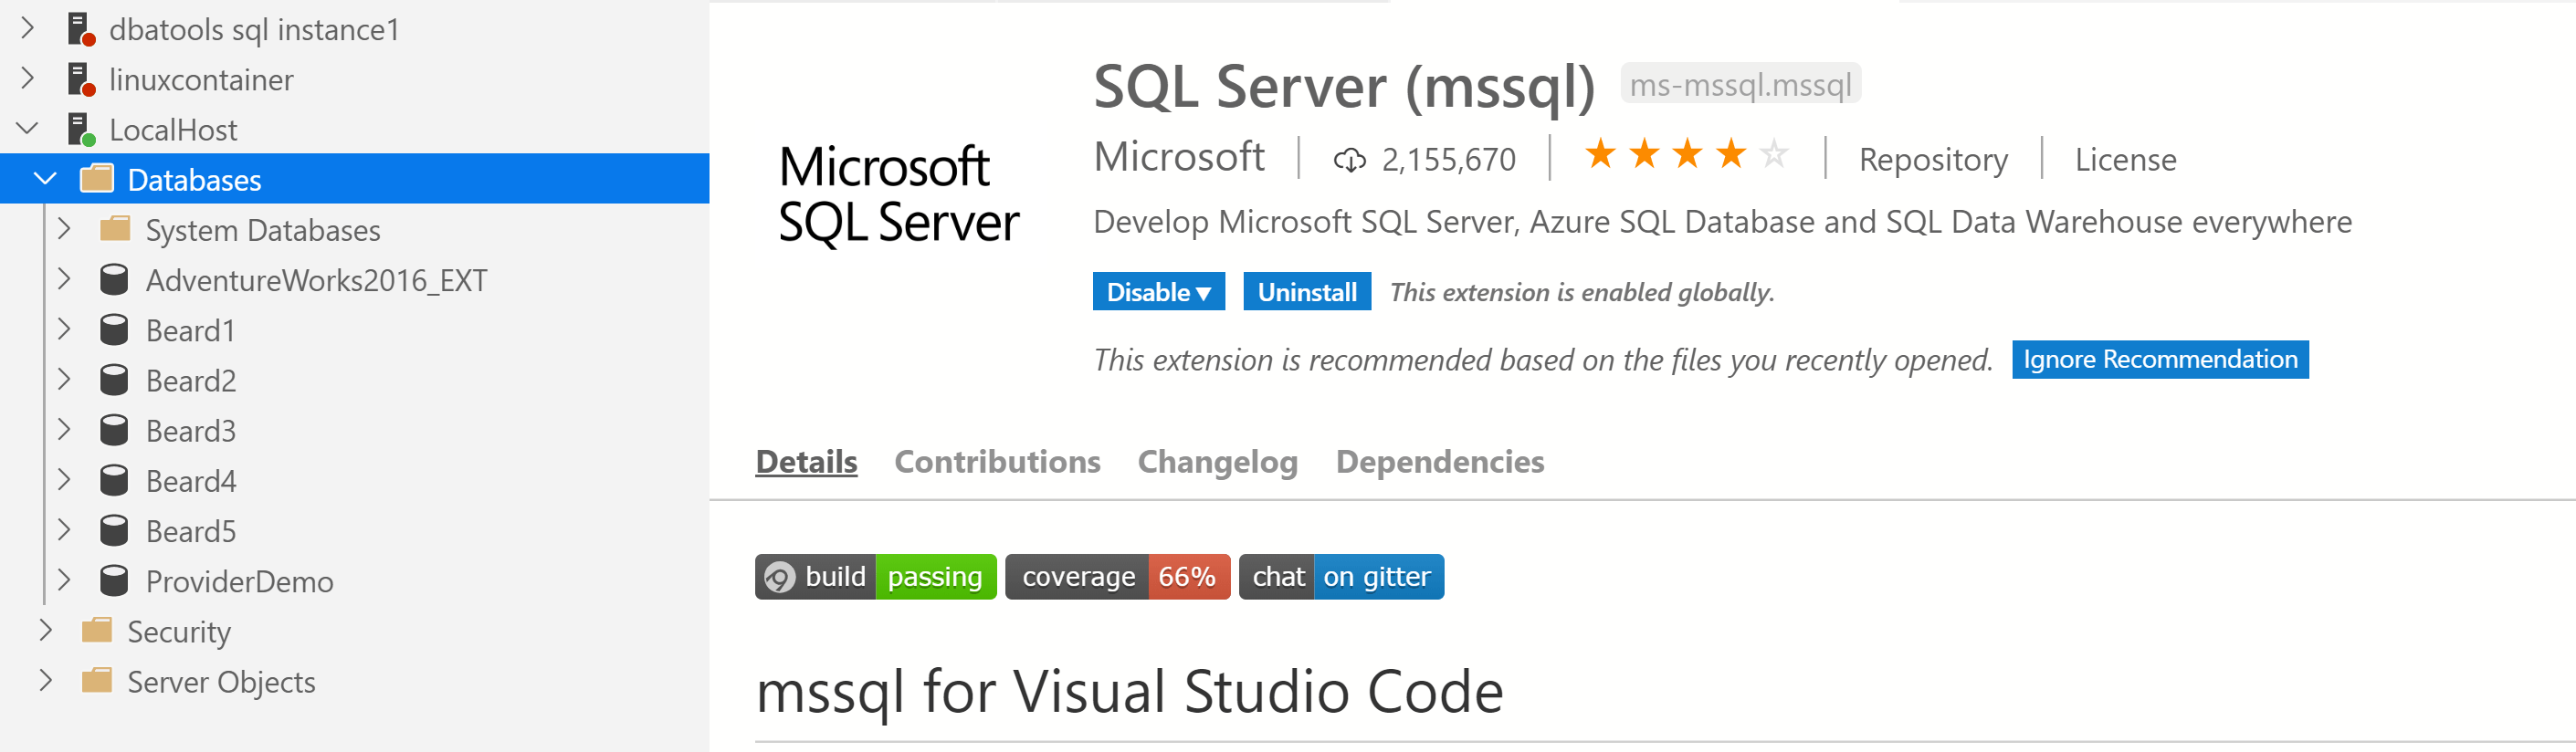 dbatools sql instance1
linuxcontainer
LocalHost
Databases
System Databases
AdventureWorks2016_EXT
Beard1
Beard2
Beard3
Beard4
Beard5
ProviderDemo
Security
Server Objects
Microsoft
SQL Server
SQL Server (mssql) ms-mssql.mssql
Microsoft 2,155,670 Repository License
Develop Microsoft SQL Server, Azure SQL Database and SQL Data Warehouse everywhere
Disable Uninstall This extension is enabled globally.
This extension is recommended based on the files you recently opened. Ignore Recommendation
Details Contributions Changelog Dependencies
build passing coverage 66% chat on gitter
mssql for Visual Studio Code